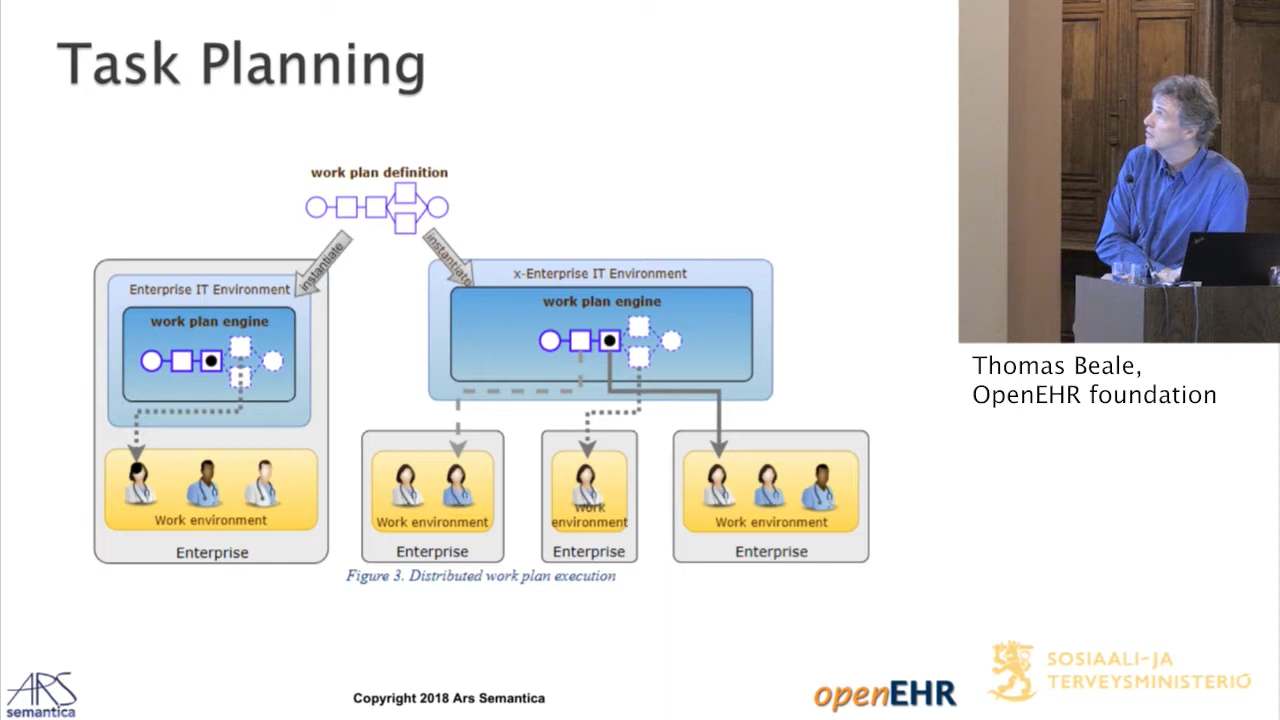 Task Planning
work plan definition
instantiate
instantiate
Enterprise IT Environment
work plan engine
Work environment
Enterprise
x-Enterprise IT Environment
work plan engine
Work environment
Enterprise
work
environment
Enterprise
Work environment
Enterprise
Figure 3. Distributed work plan execution
Thomas Beale,
OpenEHR foundation
ARS
semantica
Copyright 2018 Ars Semantica
openEHR
SOSIAALI- JA
TERVEYSMINISTERIÖ